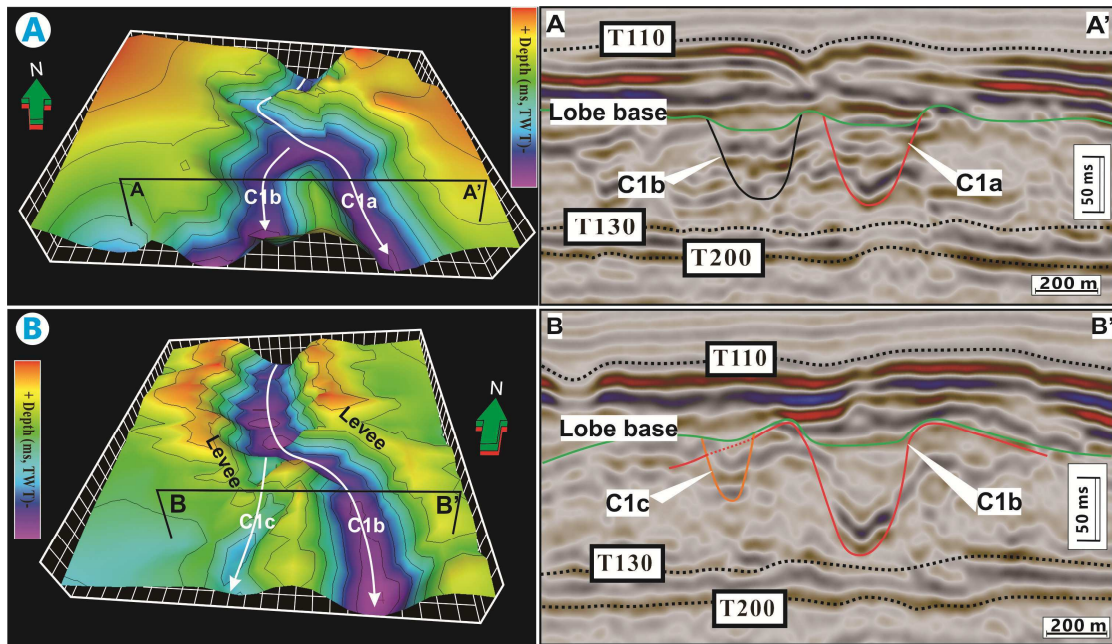 A
N
+ Depth (ms, TWT)-
A
A'
C1b
C1a
A
A'
T110
Lobe base
C1b
C1a
T130
T200
50 ms
200 m
B
N
+ Depth (ms, TWT)-
Levee
Levee
B
B'
C1c
C1b
B
B'
T110
Lobe base
C1c
C1b
T130
T200
50 ms
200 m